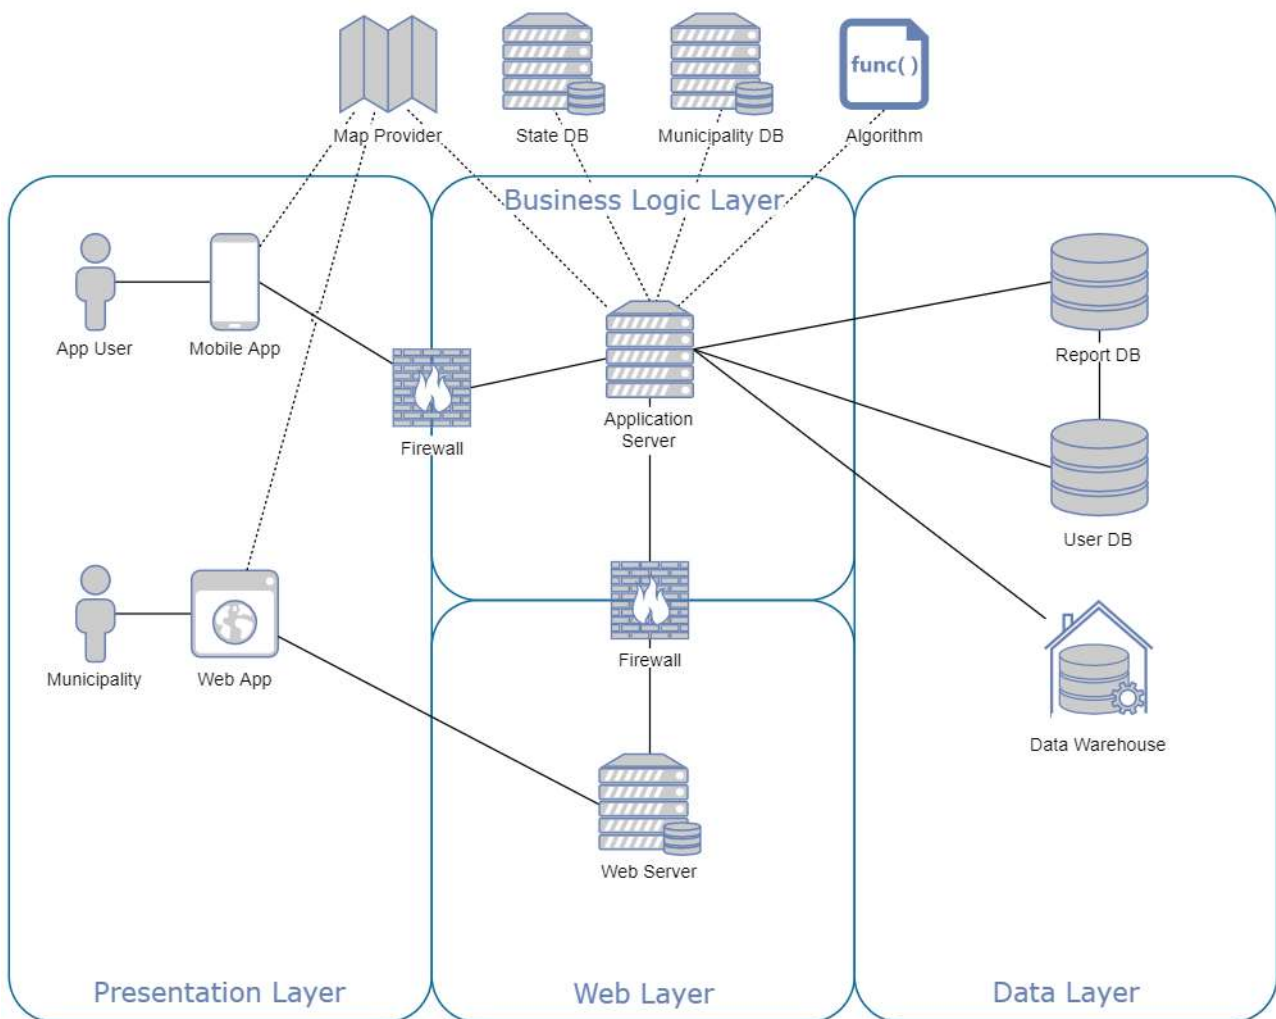 func( )
Map Provider
State DB
Municipality DB
Algorithm
Business Logic Layer
App User
Mobile App
Firewall
Application
Server
Report DB
User DB
Municipality
Web App
Firewall
Data Warehouse
Web Server
Presentation Layer
Web Layer
Data Layer